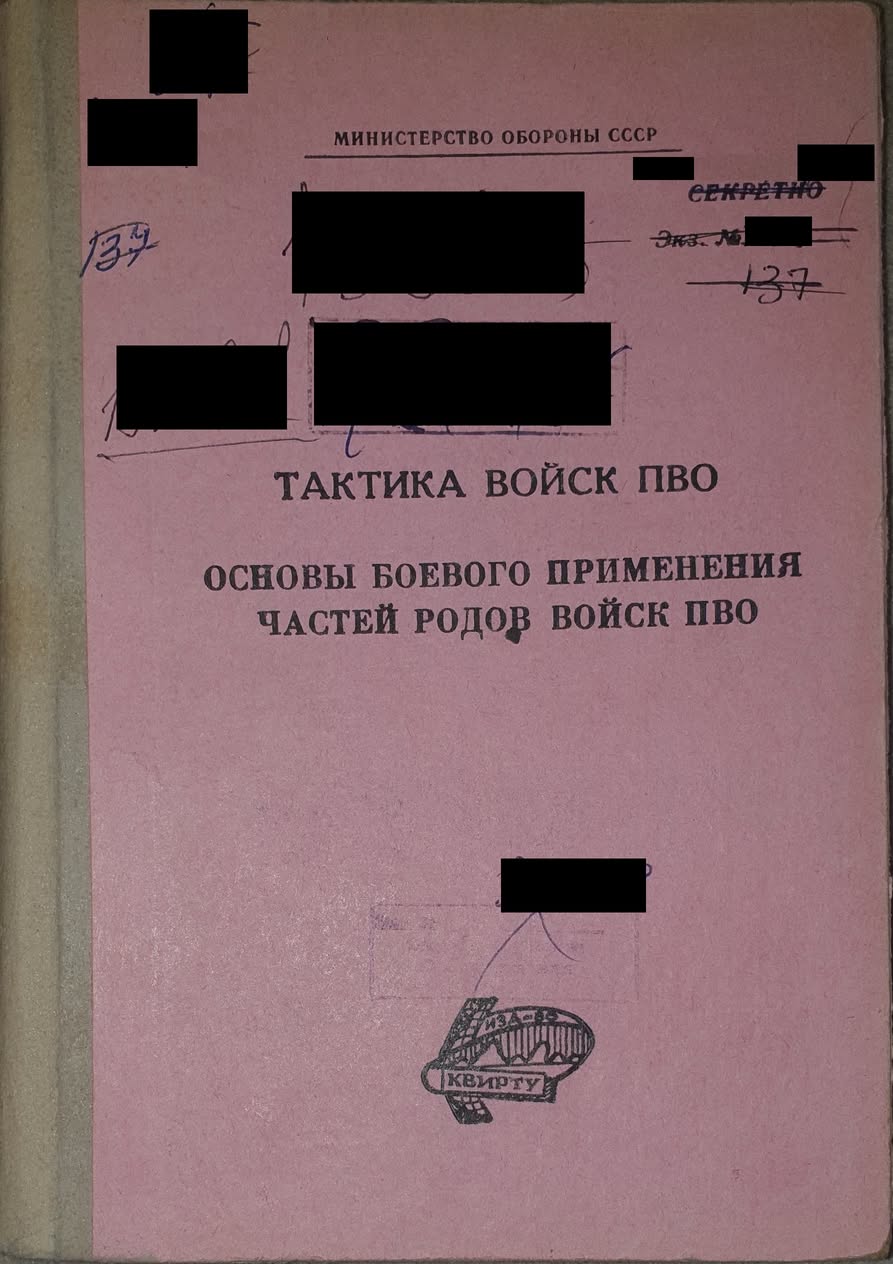 МИНИСТЕРСТВО ОБОРОНЫ СССР
СЕКРЕТНО
Экз. №
137
137
ТАКТИКА ВОЙСК ПВО
ОСНОВЫ БОЕВОГО ПРИМЕНЕНИЯ
ЧАСТЕЙ РОДОВ ВОЙСК ПВО
КВИРТУ